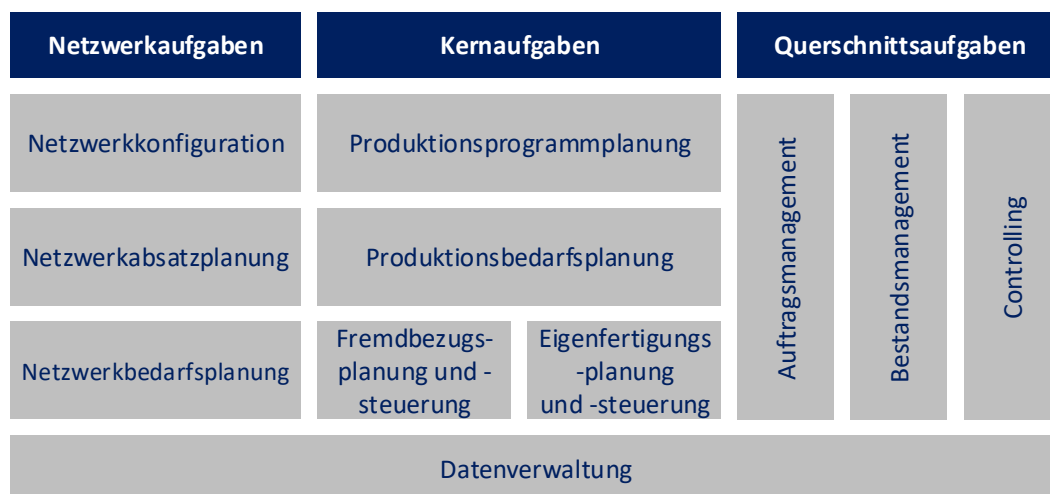 Netzwerkaufgaben
Kernaufgaben
Querschnittsaufgaben
Netzwerkkonfiguration
Produktionsprogrammplanung
Netzwerkabsatzplanung
Produktionsbedarfsplanung
Netzwerkbedarfsplanung
Fremdbezugs-
planung und -
steuerung
Eigenfertigungs
-planung
und -steuerung
Auftragsmanagement
Bestandsmanagement
Controlling
Datenverwaltung